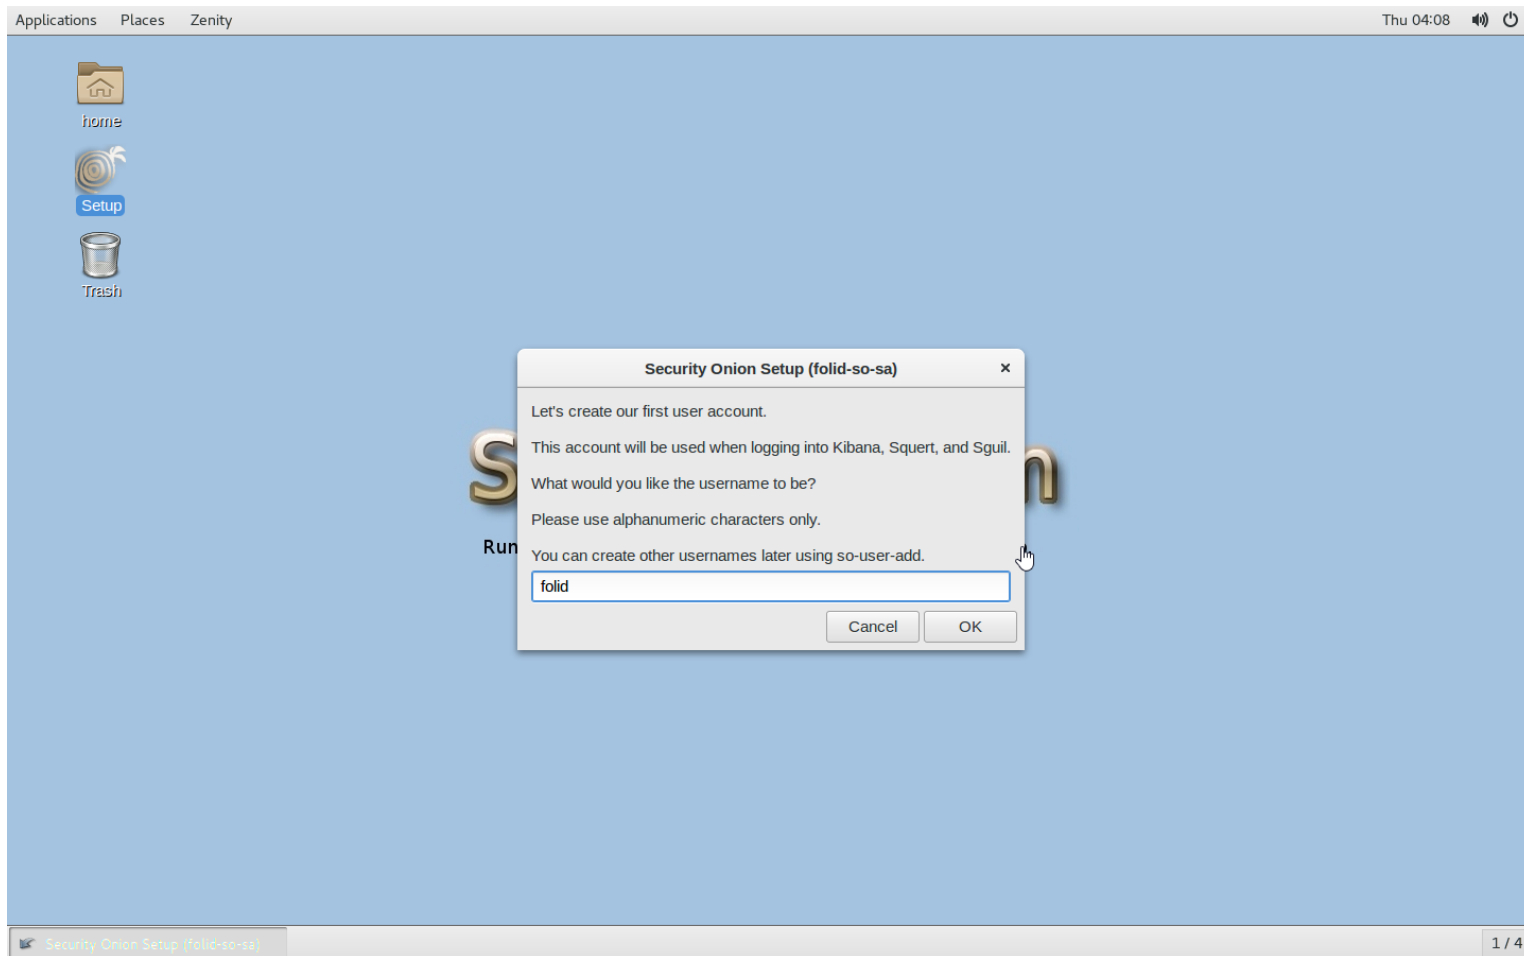 Applications Places Zenity Thu 04:08
home
Setup
Trash
Security Onion Setup (folid-so-sa)
Let's create our first user account.
This account will be used when logging into Kibana, Squert, and Sguil.
What would you like the username to be?
Please use alphanumeric characters only.
You can create other usernames later using so-user-add.
folid
Cancel OK
S n
Run
Security Onion Setup (folid-so-sa) 1 / 4